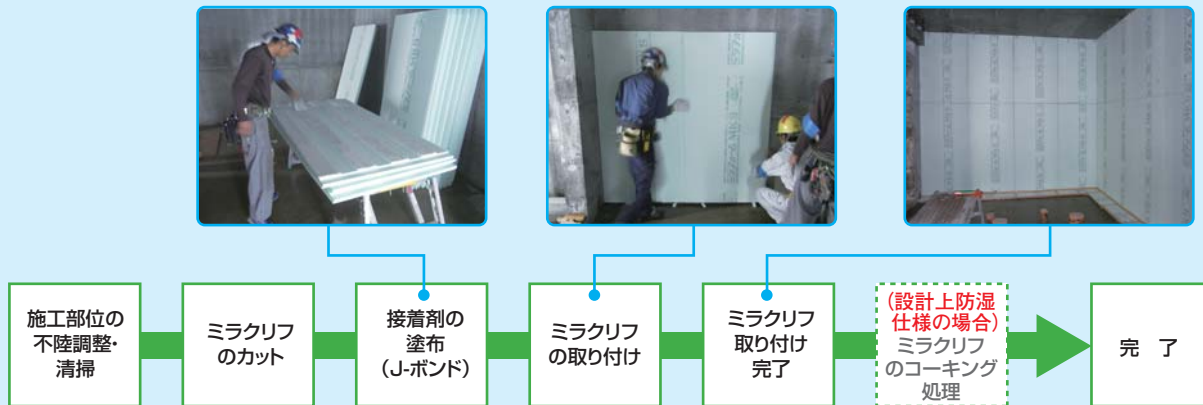 施工部位の
不陸調整・
清掃
ミラクリフ
のカット
接着剤の
塗布
（J-ボンド）
ミラクリフ
の取り付け
ミラクリフ
取り付け
完了
（設計上防湿
仕様の場合）
ミラクリフ
のコーキング
処理
完　了